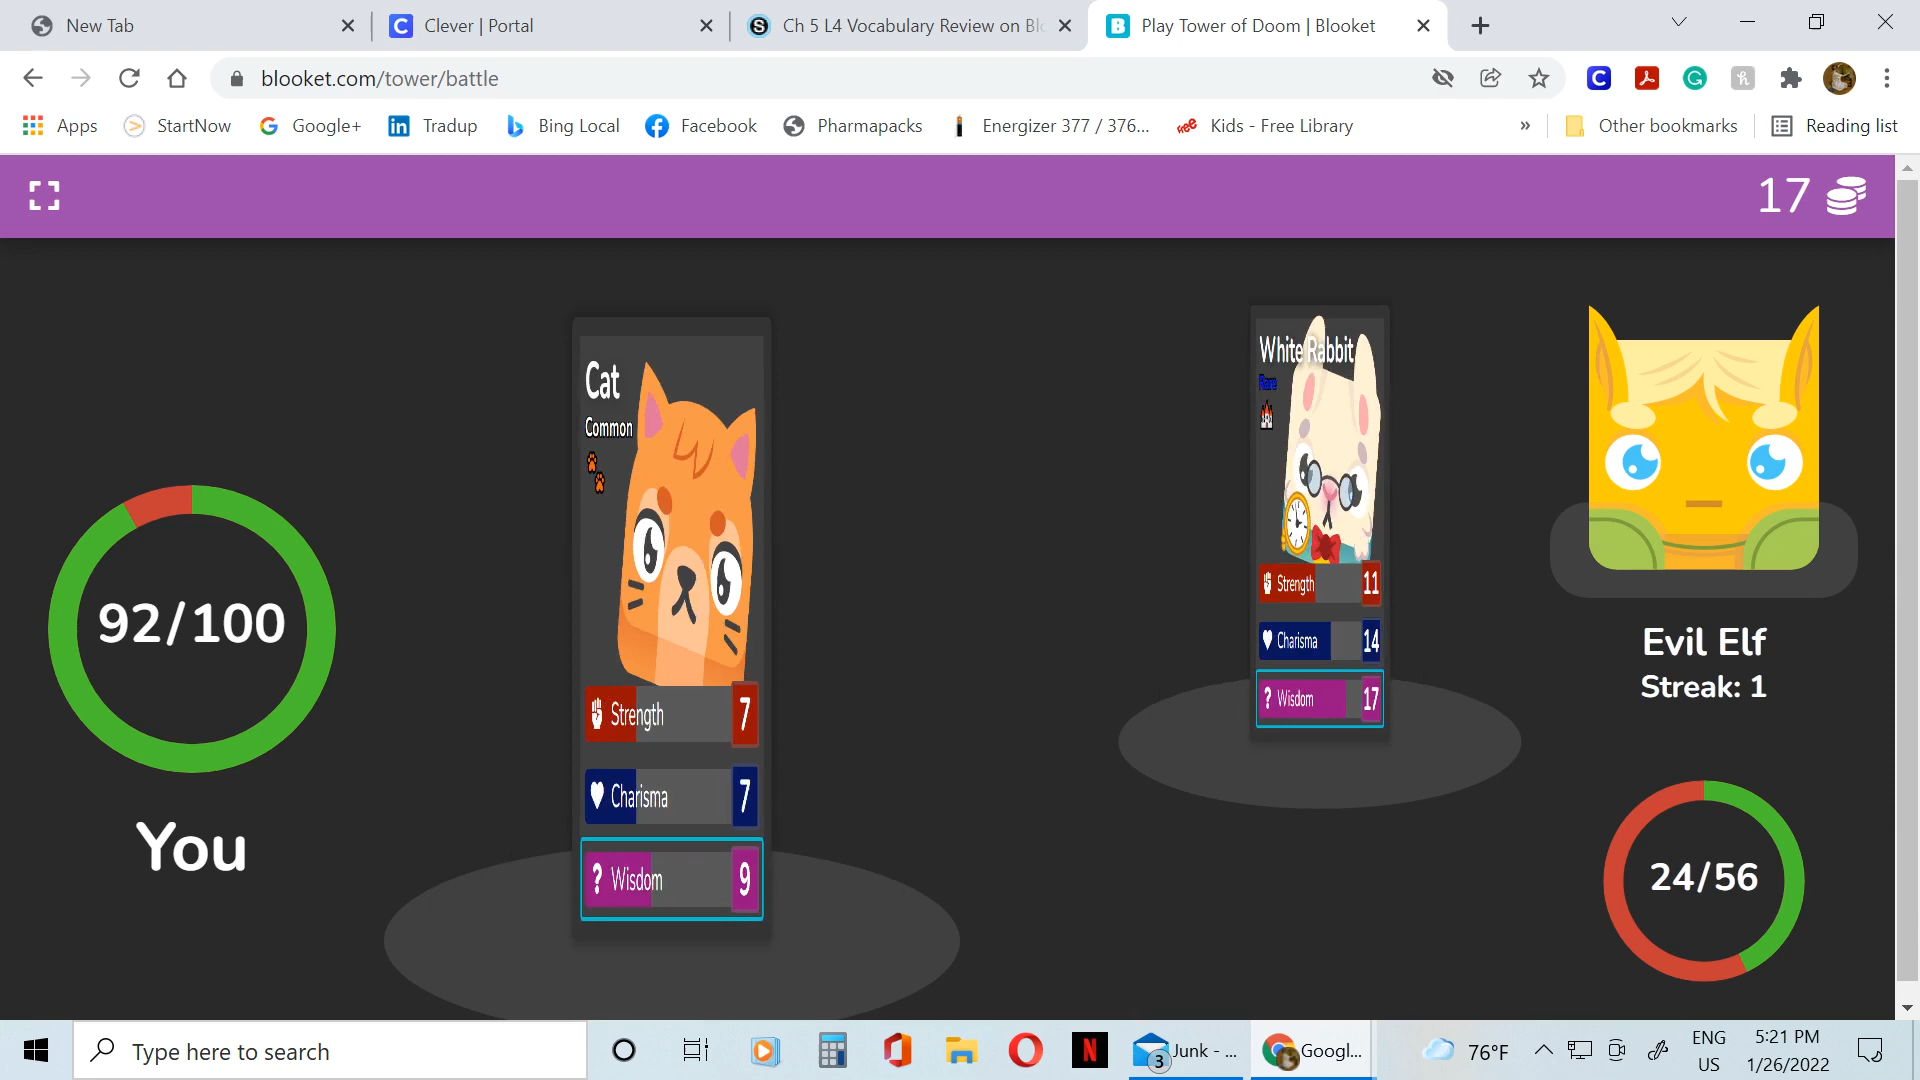 New Tab
Clever | Portal
Ch 5 L4 Vocabulary Review on Blo
Play Tower of Doom | Blooket
blooket.com/tower/battle
Apps
StartNow
Google+
Tradup
Bing Local
Facebook
Pharmapacks
Energizer 377 / 376...
Kids - Free Library
»
Other bookmarks
Reading list
17
Cat
Common
Strength 7
Charisma 7
? Wisdom 9
White Rabbit
Rare
Strength 11
Charisma 14
? Wisdom 17
92/100
You
Evil Elf
Streak: 1
24/56
Type here to search
3
Junk - ...
Googl...
76°F
ENG
US
5:21 PM
1/26/2022